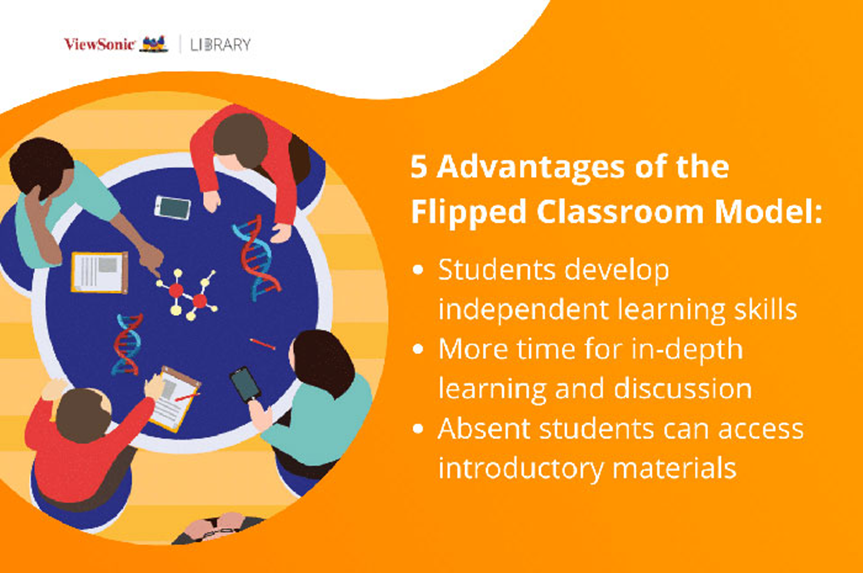 ViewSonic LIBRARY
5 Advantages of the
Flipped Classroom Model:
• Students develop
independent learning skills
• More time for in-depth
learning and discussion
• Absent students can access
introductory materials